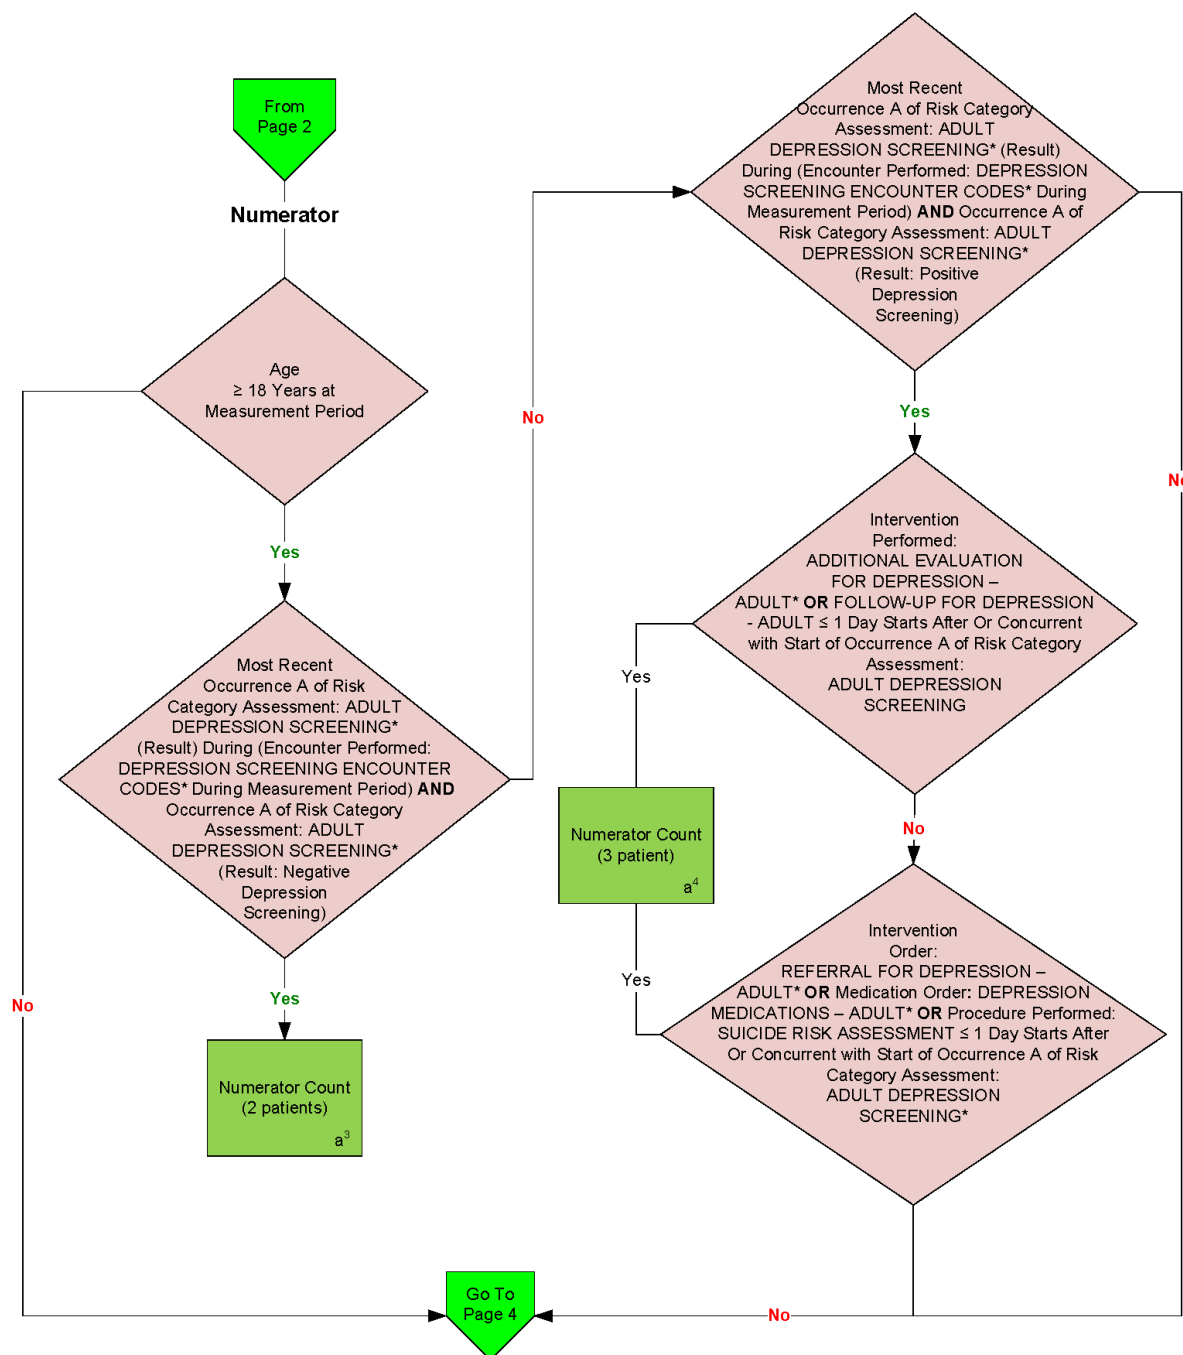 From
Page 2
Numerator
Age
≥ 18 Years at
Measurement Period
No
Yes
Most Recent
Occurrence A of Risk
Category Assessment: ADULT
DEPRESSION SCREENING*
(Result) During (Encounter Performed:
DEPRESSION SCREENING ENCOUNTER
CODES* During Measurement Period) AND
Occurrence A of Risk Category
Assessment: ADULT
DEPRESSION SCREENING*
(Result: Negative
Depression
Screening)
Yes
Numerator Count
(2 patients)
a³
No
Most Recent
Occurrence A of Risk Category
Assessment: ADULT
DEPRESSION SCREENING* (Result)
During (Encounter Performed: DEPRESSION
SCREENING ENCOUNTER CODES* During
Measurement Period) AND Occurrence A of
Risk Category Assessment: ADULT
DEPRESSION SCREENING*
(Result: Positive
Depression
Screening)
Yes
No
Intervention
Performed:
ADDITIONAL EVALUATION
FOR DEPRESSION –
ADULT* OR FOLLOW-UP FOR DEPRESSION
- ADULT ≤ 1 Day Starts After Or Concurrent
with Start of Occurrence A of Risk Category
Assessment:
ADULT DEPRESSION
SCREENING
Yes
Numerator Count
(3 patient)
a⁴
Yes
No
Intervention
Order:
REFERRAL FOR DEPRESSION –
ADULT* OR Medication Order: DEPRESSION
MEDICATIONS – ADULT* OR Procedure Performed:
SUICIDE RISK ASSESSMENT ≤ 1 Day Starts After
Or Concurrent with Start of Occurrence A of Risk
Category Assessment:
ADULT DEPRESSION
SCREENING*
No
Go To
Page 4